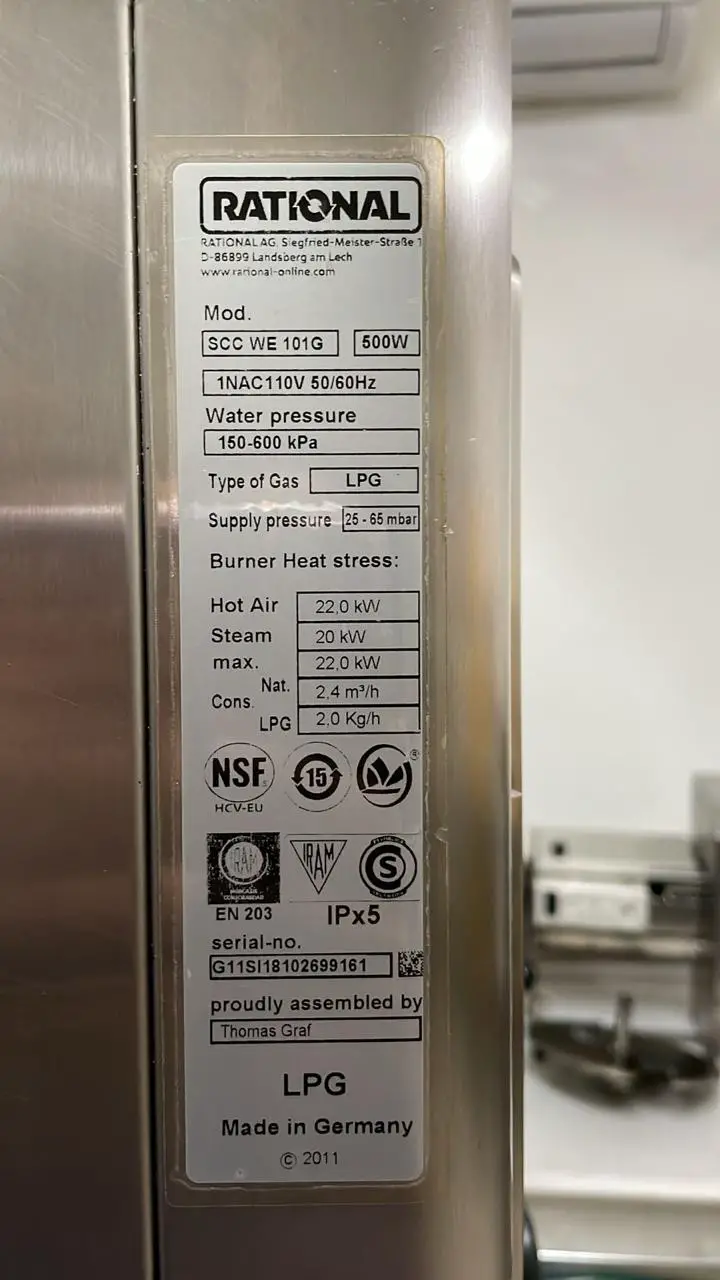 RATIONAL
RATIONAL AG, Siegfried-Meister-Straße 1
D-86899 Landsberg am Lech
www.rational-online.com
Mod.
SCC WE 101G 500W
1NAC110V 50/60Hz
Water pressure
150-600 kPa
Type of Gas LPG
Supply pressure 25 - 65 mbar
Burner Heat stress:
Hot Air 22,0 kW
Steam 20 kW
max. 22,0 kW
Cons. Nat. 2,4 m³/h
LPG 2,0 Kg/h
NSF. 15 ®
HCV-EU
IRAM IRAM S
EN 203 IPx5
serial-no.
G11SI18102699161
proudly assembled by
Thomas Graf
LPG
Made in Germany
© 2011